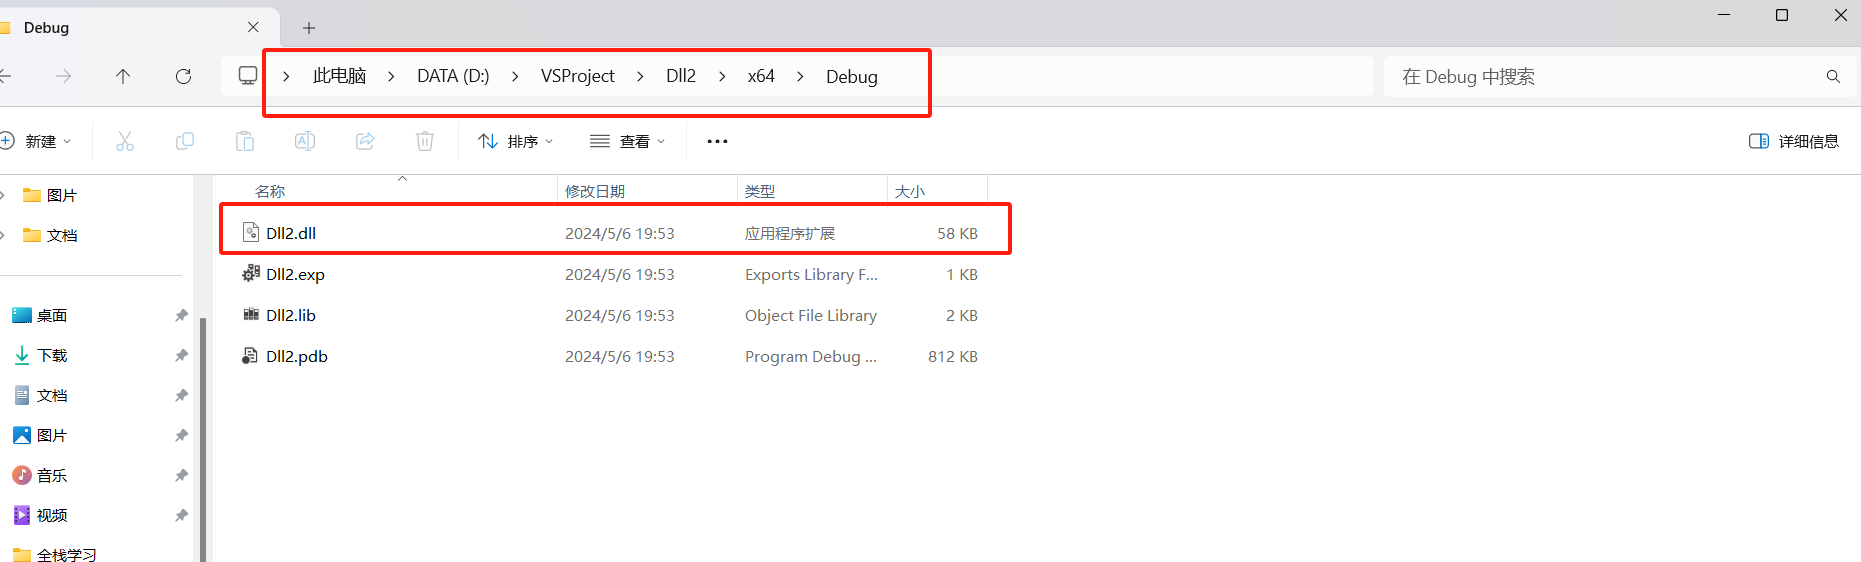 Debug
此电脑 > DATA (D:) > VSProject > Dll2 > x64 > Debug
在 Debug 中搜索
新建 排序 查看 ••• 详细信息
名称 修改日期 类型 大小
图片
文档
Dll2.dll 2024/5/6 19:53 应用程序扩展 58 KB
Dll2.exp 2024/5/6 19:53 Exports Library F... 1 KB
Dll2.lib 2024/5/6 19:53 Object File Library 2 KB
Dll2.pdb 2024/5/6 19:53 Program Debug ... 812 KB
桌面
下载
文档
图片
音乐
视频
全栈学习